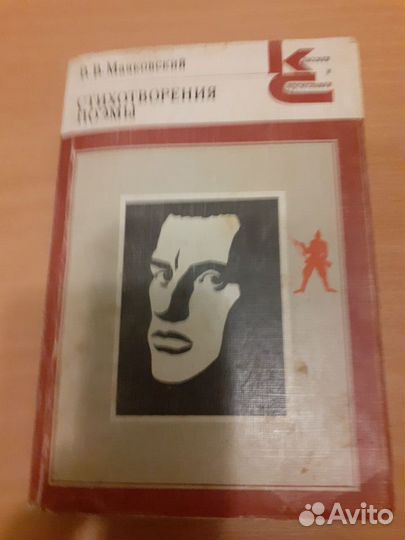 В. В. Маяковский
СТИХОТВОРЕНИЯ
ПОЭМЫ
К
С
Классики и
Современники
Avito